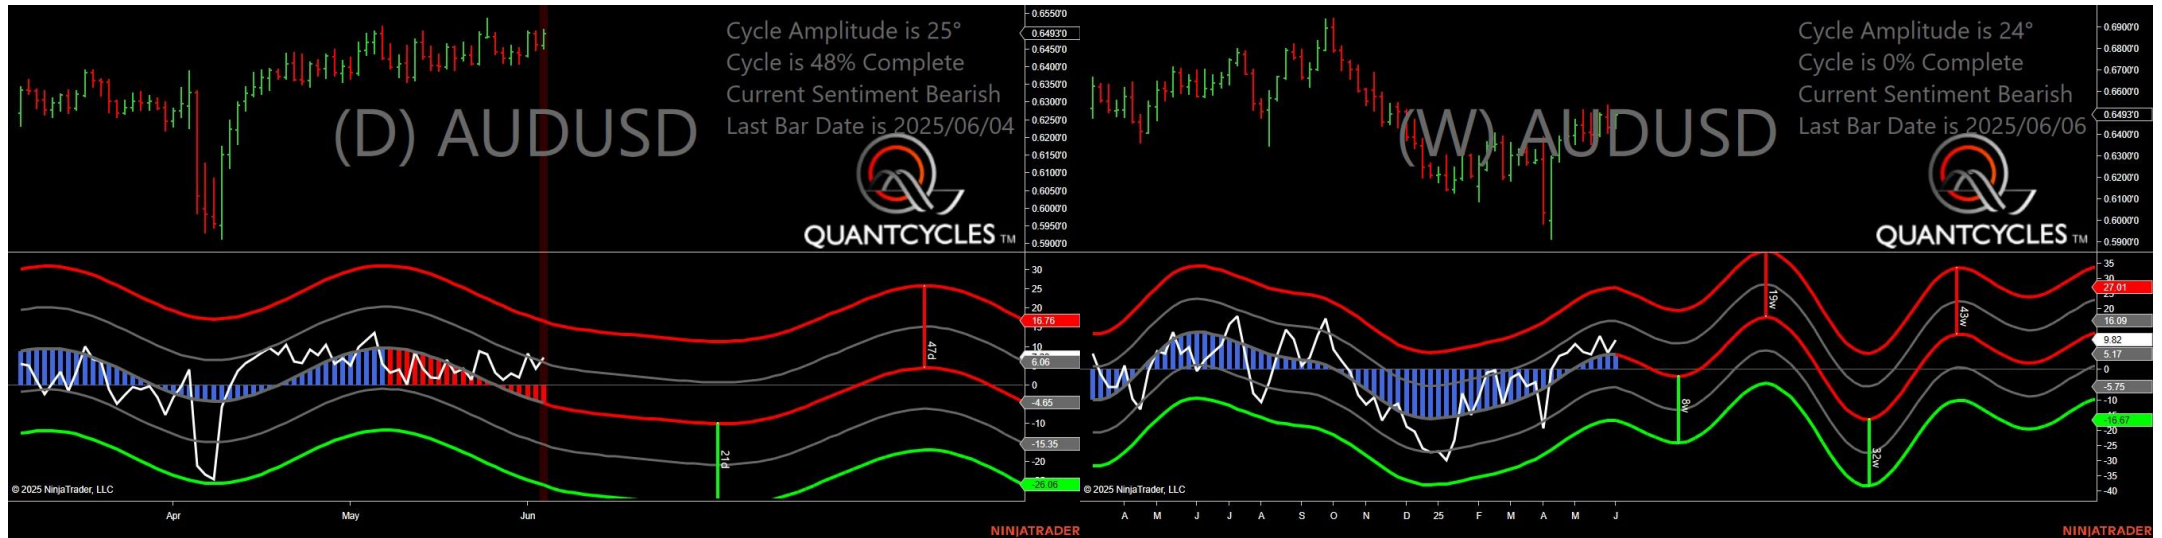 Cycle Amplitude is 25°
Cycle is 48% Complete
Current Sentiment Bearish
Last Bar Date is 2025/06/04
(D) AUDUSD
QUANTCYCLES TM
0.6550'0
0.6493'0
0.6450'0
0.6400'0
0.6350'0
0.6300'0
0.6250'0
0.6200'0
0.6150'0
0.6100'0
0.6050'0
0.6000'0
0.5950'0
0.5900'0
30
25
20
16.76
6.06
0
-4.65
-10
-15.35
-20
-26.06
47d
21d
© 2025 NinjaTrader, LLC
Apr
May
Jun
NINJATRADER
Cycle Amplitude is 24°
Cycle is 0% Complete
Current Sentiment Bearish
Last Bar Date is 2025/06/06
(W) AUDUSD
QUANTCYCLES TM
0.6900'0
0.6800'0
0.6700'0
0.6600'0
0.6493'0
0.6400'0
0.6300'0
0.6200'0
0.6100'0
0.6000'0
0.5900'0
35
30
27.01
25
20
16.09
9.82
5.17
0
-5.75
-10
-16.67
-20
-25
-30
-35
-40
8w
19w
32w
43w
© 2025 NinjaTrader, LLC
A
M
J
J
A
S
O
N
D
25
F
M
A
M
J
NINJATRADER